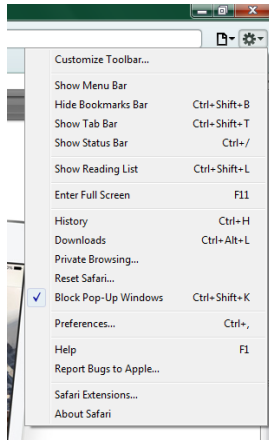 Customize Toolbar...
Show Menu Bar
Hide Bookmarks Bar Ctrl+Shift+B
Show Tab Bar Ctrl+Shift+T
Show Status Bar Ctrl+/
Show Reading List Ctrl+Shift+L
Enter Full Screen F11
History Ctrl+H
Downloads Ctrl+Alt+L
Private Browsing...
Reset Safari...
Block Pop-Up Windows Ctrl+Shift+K
Preferences... Ctrl+,
Help F1
Report Bugs to Apple...
Safari Extensions...
About Safari